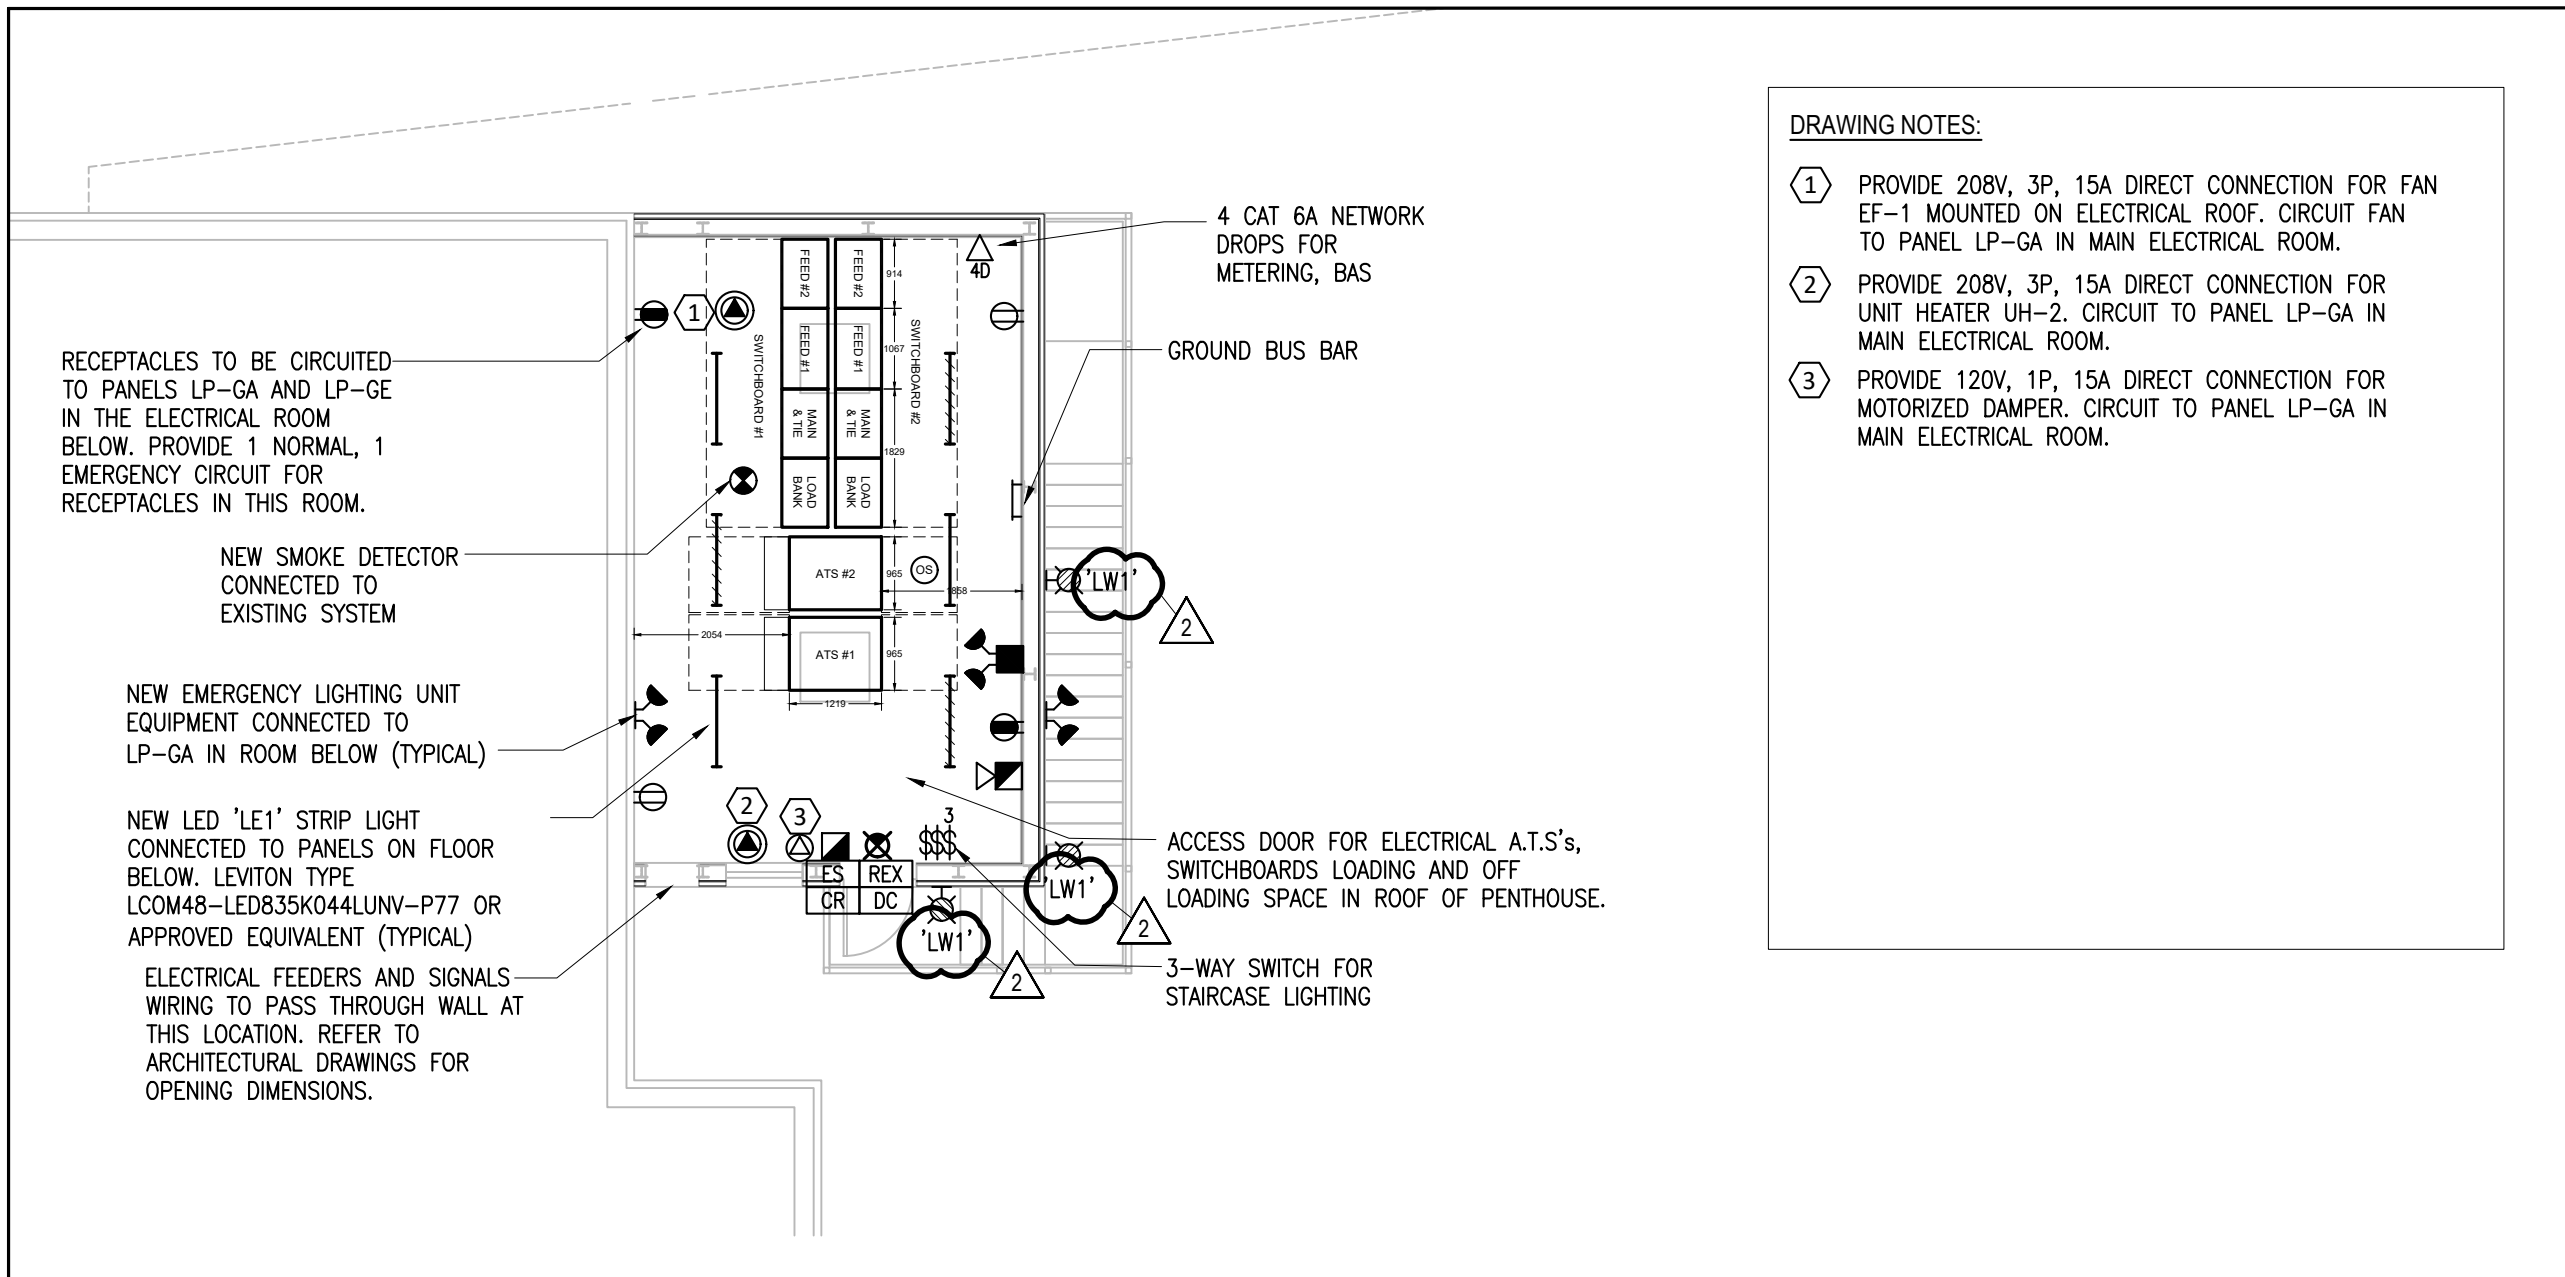 RECEPTACLES TO BE CIRCUITED
TO PANELS LP-GA AND LP-GE
IN THE ELECTRICAL ROOM
BELOW. PROVIDE 1 NORMAL, 1
EMERGENCY CIRCUIT FOR
RECEPTACLES IN THIS ROOM.
NEW SMOKE DETECTOR
CONNECTED TO
EXISTING SYSTEM
NEW EMERGENCY LIGHTING UNIT
EQUIPMENT CONNECTED TO
LP-GA IN ROOM BELOW (TYPICAL)
NEW LED 'LE1' STRIP LIGHT
CONNECTED TO PANELS ON FLOOR
BELOW. LEVITON TYPE
LCOM48-LED835K044LUNV-P77 OR
APPROVED EQUIVALENT (TYPICAL)
ELECTRICAL FEEDERS AND SIGNALS
WIRING TO PASS THROUGH WALL AT
THIS LOCATION. REFER TO
ARCHITECTURAL DRAWINGS FOR
OPENING DIMENSIONS.
1
SWITCHBOARD #1
FEED #2
FEED #2
FEED #1
FEED #1
MAIN
& TIE
MAIN
& TIE
LOAD
BANK
LOAD
BANK
SWITCHBOARD #2
914
1067
1829
4D
ATS #2
965
OS
1858
2054
ATS #1
965
1219
2
3
3
ES
REX
CR
DC
'LW1'
2
'LW1'
2
'LW1'
2
4 CAT 6A NETWORK
DROPS FOR
METERING, BAS
GROUND BUS BAR
ACCESS DOOR FOR ELECTRICAL A.T.S's,
SWITCHBOARDS LOADING AND OFF
LOADING SPACE IN ROOF OF PENTHOUSE.
3-WAY SWITCH FOR
STAIRCASE LIGHTING
DRAWING NOTES:
1
PROVIDE 208V, 3P, 15A DIRECT CONNECTION FOR FAN
EF-1 MOUNTED ON ELECTRICAL ROOF. CIRCUIT FAN
TO PANEL LP-GA IN MAIN ELECTRICAL ROOM.
2
PROVIDE 208V, 3P, 15A DIRECT CONNECTION FOR
UNIT HEATER UH-2. CIRCUIT TO PANEL LP-GA IN
MAIN ELECTRICAL ROOM.
3
PROVIDE 120V, 1P, 15A DIRECT CONNECTION FOR
MOTORIZED DAMPER. CIRCUIT TO PANEL LP-GA IN
MAIN ELECTRICAL ROOM.